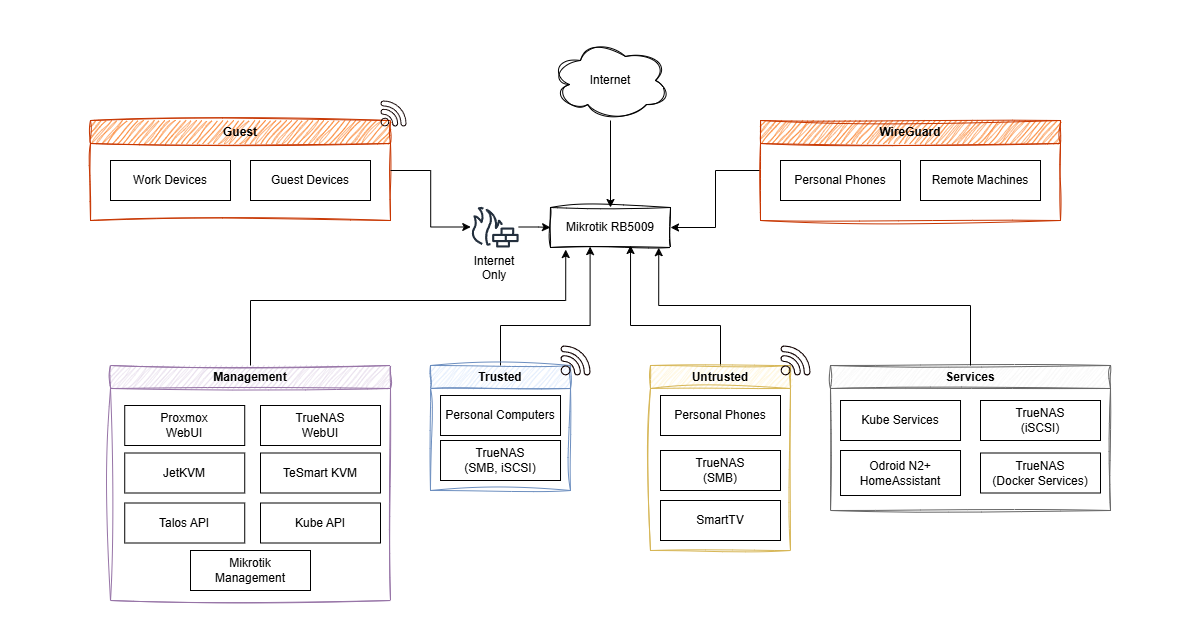 Internet
Guest
Work Devices
Guest Devices
WireGuard
Personal Phones
Remote Machines
Mikrotik RB5009
Internet
Only
Management
Proxmox
WebUI
TrueNAS
WebUI
JetKVM
TeSmart KVM
Talos API
Kube API
Mikrotik
Management
Trusted
Personal Computers
TrueNAS
(SMB, iSCSI)
Untrusted
Personal Phones
TrueNAS
(SMB)
SmartTV
Services
Kube Services
TrueNAS
(iSCSI)
Odroid N2+
HomeAssistant
TrueNAS
(Docker Services)